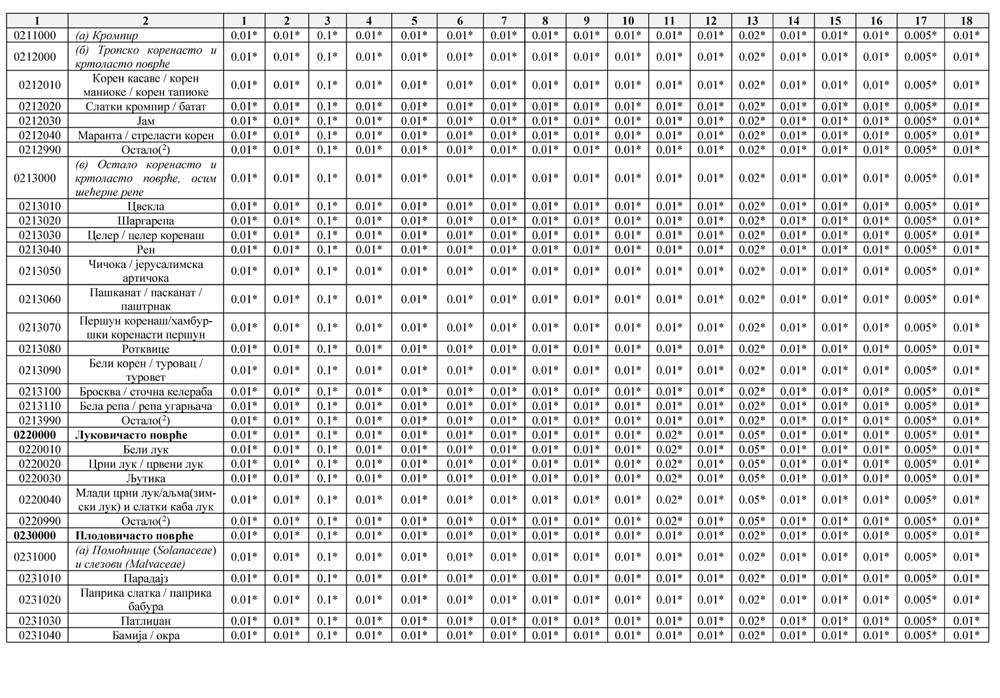 1 2 1 2 3 4 5 6 7 8 9 10 11 12 13 14 15 16 17 18
0211000 (а) Кромпир 0.01* 0.01* 0.1* 0.01* 0.01* 0.01* 0.01* 0.01* 0.01* 0.01* 0.01* 0.01* 0.02* 0.01* 0.01* 0.01* 0.005* 0.01*
(б) Тропско коренасто и
0212000 кртоласто поврће 0.01* 0.01* 0.1* 0.01* 0.01* 0.01* 0.01* 0.01* 0.01* 0.01* 0.01* 0.01* 0.02* 0.01* 0.01* 0.01* 0.005* 0.01*
Корен касаве / корен
0212010 маниоке / корен тапиоке 0.01* 0.01* 0.1* 0.01* 0.01* 0.01* 0.01* 0.01* 0.01* 0.01* 0.01* 0.01* 0.02* 0.01* 0.01* 0.01* 0.005* 0.01*
0212020 Слатки кромпир / батат 0.01* 0.01* 0.1* 0.01* 0.01* 0.01* 0.01* 0.01* 0.01* 0.01* 0.01* 0.01* 0.02* 0.01* 0.01* 0.01* 0.005* 0.01*
0212030 Јам 0.01* 0.01* 0.1* 0.01* 0.01* 0.01* 0.01* 0.01* 0.01* 0.01* 0.01* 0.01* 0.02* 0.01* 0.01* 0.01* 0.005* 0.01*
0212040 Маранта / стреласти корен 0.01* 0.01* 0.1* 0.01* 0.01* 0.01* 0.01* 0.01* 0.01* 0.01* 0.01* 0.01* 0.02* 0.01* 0.01* 0.01* 0.005* 0.01*
0212990 Остало(²) 0.01* 0.01* 0.1* 0.01* 0.01* 0.01* 0.01* 0.01* 0.01* 0.01* 0.01* 0.01* 0.02* 0.01* 0.01* 0.01* 0.005* 0.01*
(в) Остало коренасто и
0213000 кртоласто поврће, осим 0.01* 0.01* 0.1* 0.01* 0.01* 0.01* 0.01* 0.01* 0.01* 0.01* 0.01* 0.01* 0.02* 0.01* 0.01* 0.01* 0.005* 0.01*
шећерне репе
0213010 Цвекла 0.01* 0.01* 0.1* 0.01* 0.01* 0.01* 0.01* 0.01* 0.01* 0.01* 0.01* 0.01* 0.02* 0.01* 0.01* 0.01* 0.005* 0.01*
0213020 Шаргарепа 0.01* 0.01* 0.1* 0.01* 0.01* 0.01* 0.01* 0.01* 0.01* 0.01* 0.01* 0.01* 0.02* 0.01* 0.01* 0.01* 0.005* 0.01*
0213030 Целер / целер коренаш 0.01* 0.01* 0.1* 0.01* 0.01* 0.01* 0.01* 0.01* 0.01* 0.01* 0.01* 0.01* 0.02* 0.01* 0.01* 0.01* 0.005* 0.01*
0213040 Рен 0.01* 0.01* 0.1* 0.01* 0.01* 0.01* 0.01* 0.01* 0.01* 0.01* 0.01* 0.01* 0.02* 0.01* 0.01* 0.01* 0.005* 0.01*
Чичока / јерусалимска
0213050 артичока 0.01* 0.01* 0.1* 0.01* 0.01* 0.01* 0.01* 0.01* 0.01* 0.01* 0.01* 0.01* 0.02* 0.01* 0.01* 0.01* 0.005* 0.01*
Пашканат / пасканат /
0213060 паштрнак 0.01* 0.01* 0.1* 0.01* 0.01* 0.01* 0.01* 0.01* 0.01* 0.01* 0.01* 0.01* 0.02* 0.01* 0.01* 0.01* 0.005* 0.01*
Першун коренаш/хамбур-
0213070 шки коренасти першун 0.01* 0.01* 0.1* 0.01* 0.01* 0.01* 0.01* 0.01* 0.01* 0.01* 0.01* 0.01* 0.02* 0.01* 0.01* 0.01* 0.005* 0.01*
0213080 Ротквице 0.01* 0.01* 0.1* 0.01* 0.01* 0.01* 0.01* 0.01* 0.01* 0.01* 0.01* 0.01* 0.02* 0.01* 0.01* 0.01* 0.005* 0.01*
Бели корен / туровац /
0213090 туровет 0.01* 0.01* 0.1* 0.01* 0.01* 0.01* 0.01* 0.01* 0.01* 0.01* 0.01* 0.01* 0.02* 0.01* 0.01* 0.01* 0.005* 0.01*
0213100 Бросква / сточна келераба 0.01* 0.01* 0.1* 0.01* 0.01* 0.01* 0.01* 0.01* 0.01* 0.01* 0.01* 0.01* 0.02* 0.01* 0.01* 0.01* 0.005* 0.01*
0213110 Бела репа / репа угарњача 0.01* 0.01* 0.1* 0.01* 0.01* 0.01* 0.01* 0.01* 0.01* 0.01* 0.01* 0.01* 0.02* 0.01* 0.01* 0.01* 0.005* 0.01*
0213990 Остало(²) 0.01* 0.01* 0.1* 0.01* 0.01* 0.01* 0.01* 0.01* 0.01* 0.01* 0.01* 0.01* 0.02* 0.01* 0.01* 0.01* 0.005* 0.01*
0220000 Луковичасто поврће 0.01* 0.01* 0.1* 0.01* 0.01* 0.01* 0.01* 0.01* 0.01* 0.01* 0.02* 0.01* 0.05* 0.01* 0.01* 0.01* 0.005* 0.01*
0220010 Бели лук 0.01* 0.01* 0.1* 0.01* 0.01* 0.01* 0.01* 0.01* 0.01* 0.01* 0.02* 0.01* 0.05* 0.01* 0.01* 0.01* 0.005* 0.01*
0220020 Црни лук / црвени лук 0.01* 0.01* 0.1* 0.01* 0.01* 0.01* 0.01* 0.01* 0.01* 0.01* 0.02* 0.01* 0.05* 0.01* 0.01* 0.01* 0.005* 0.01*
0220030 Љутика 0.01* 0.01* 0.1* 0.01* 0.01* 0.01* 0.01* 0.01* 0.01* 0.01* 0.02* 0.01* 0.05* 0.01* 0.01* 0.01* 0.005* 0.01*
Млади црни лук/аљма(зим-
0220040 ски лук) и слатки каба лук 0.01* 0.01* 0.1* 0.01* 0.01* 0.01* 0.01* 0.01* 0.01* 0.01* 0.02* 0.01* 0.05* 0.01* 0.01* 0.01* 0.005* 0.01*
0220990 Остало(²) 0.01* 0.01* 0.1* 0.01* 0.01* 0.01* 0.01* 0.01* 0.01* 0.01* 0.02* 0.01* 0.05* 0.01* 0.01* 0.01* 0.005* 0.01*
0230000 Плодовичасто поврће 0.01* 0.01* 0.1* 0.01* 0.01* 0.01* 0.01* 0.01* 0.01* 0.01* 0.01* 0.01* 0.02* 0.01* 0.01* 0.01* 0.005* 0.01*
(а) Помоћнице (Solanaceae)
0231000 и слезови (Malvaceae) 0.01* 0.01* 0.1* 0.01* 0.01* 0.01* 0.01* 0.01* 0.01* 0.01* 0.01* 0.01* 0.02* 0.01* 0.01* 0.01* 0.005* 0.01*
0231010 Парадајз 0.01* 0.01* 0.1* 0.01* 0.01* 0.01* 0.01* 0.01* 0.01* 0.01* 0.01* 0.01* 0.02* 0.01* 0.01* 0.01* 0.005* 0.01*
Паприка слатка / паприка
0231020 бабура 0.01* 0.01* 0.1* 0.01* 0.01* 0.01* 0.01* 0.01* 0.01* 0.01* 0.01* 0.01* 0.02* 0.01* 0.01* 0.01* 0.005* 0.01*
0231030 Патлиџан 0.01* 0.01* 0.1* 0.01* 0.01* 0.01* 0.01* 0.01* 0.01* 0.01* 0.01* 0.01* 0.02* 0.01* 0.01* 0.01* 0.005* 0.01*
0231040 Бамија / окра 0.01* 0.01* 0.1* 0.01* 0.01* 0.01* 0.01* 0.01* 0.01* 0.01* 0.01* 0.01* 0.02* 0.01* 0.01* 0.01* 0.005* 0.01*